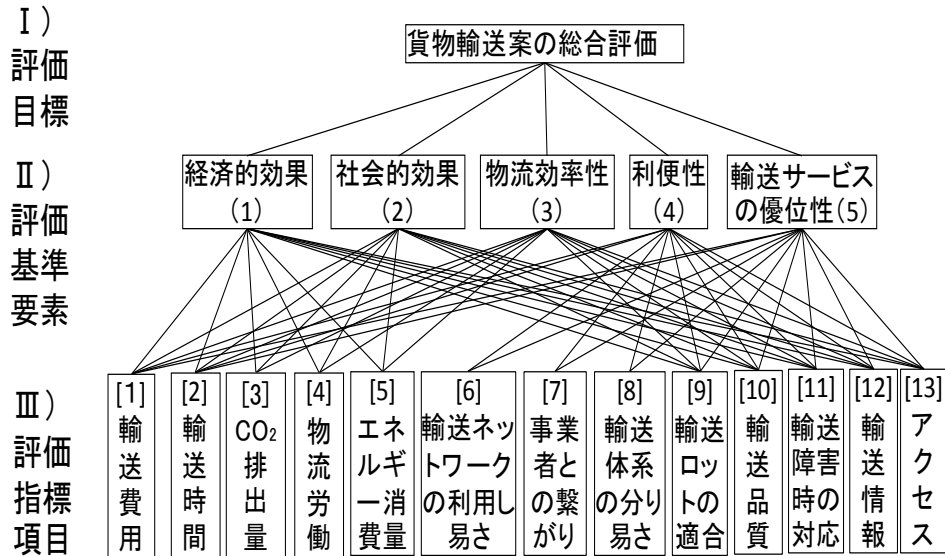 Ⅰ)
評価
目標
貨物輸送案の総合評価
Ⅱ)
評価
基準
要素
経済的効果
(1)
社会的効果
(2)
物流効率性
(3)
利便性
(4)
輸送サービス
の優位性(5)
Ⅲ)
評価
指標
項目
[1]
輸
送
費
用
[2]
輸
送
時
間
[3]
CO₂
排
出
量
[4]
物
流
労
働
[5]
エネ
ルギ
ー消
費量
[6]
輸送ネッ
トワーク
の利用し
易さ
[7]
事業
者と
の繋
がり
[8]
輸送
体系
の分り
易さ
[9]
輸送
ロッ
トの
適合
[10]
輸
送
品
質
[11]
輸送
障害
時の
対応
[12]
輸
送
情
報
[13]
ア
ク
セ
ス